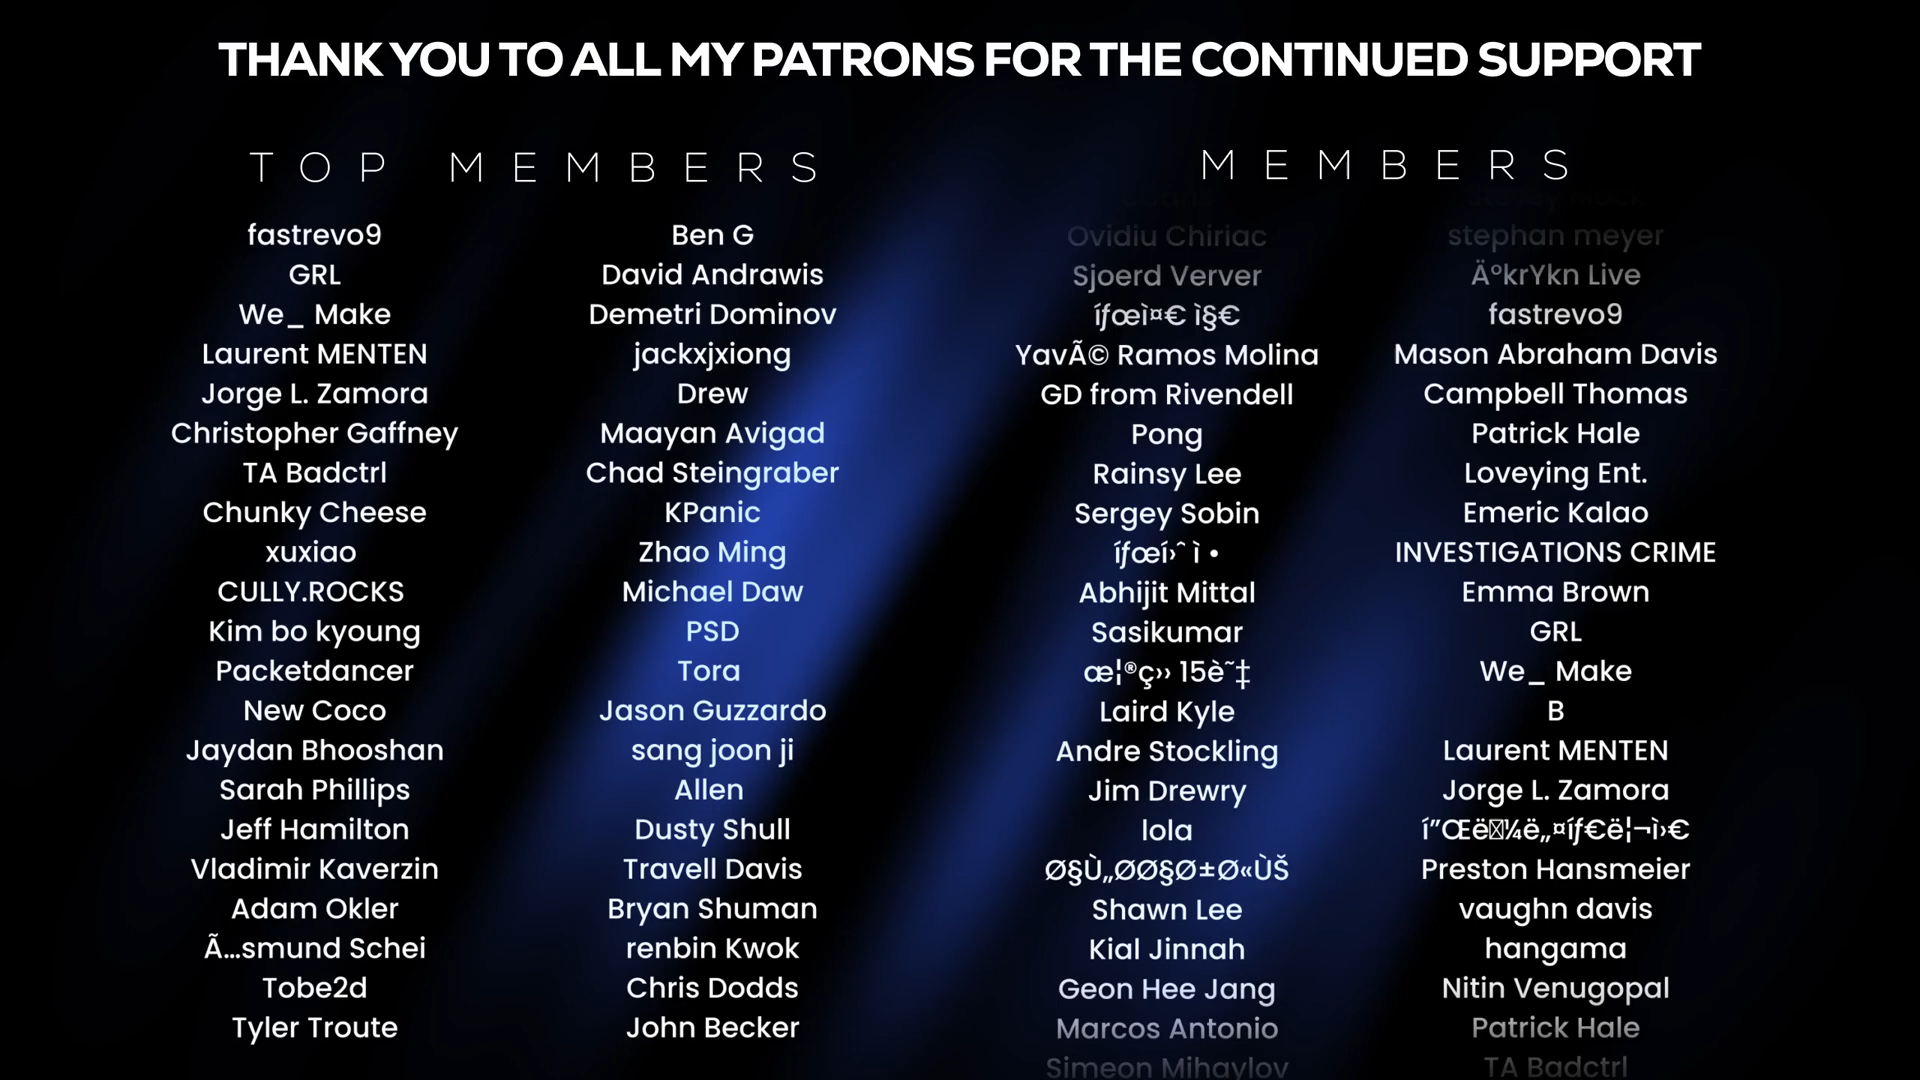 THANK YOU TO ALL MY PATRONS FOR THE CONTINUED SUPPORT
TOP MEMBERS
fastrevo9
GRL
We_ Make
Laurent MENTEN
Jorge L. Zamora
Christopher Gaffney
TA Badctrl
Chunky Cheese
xuxiao
CULLY.ROCKS
Kim bo kyoung
Packetdancer
New Coco
Jaydan Bhooshan
Sarah Phillips
Jeff Hamilton
Vladimir Kaverzin
Adam Okler
Ã…smund Schei
Tobe2d
Tyler Troute
Ben G
David Andrawis
Demetri Dominov
jackxjxiong
Drew
Maayan Avigad
Chad Steingraber
KPanic
Zhao Ming
Michael Daw
PSD
Tora
Jason Guzzardo
sang joon ji
Allen
Dusty Shull
Travell Davis
Bryan Shuman
renbin Kwok
Chris Dodds
John Becker
MEMBERS
Ovidiu Chiriac
Sjoerd Verver
íƒœì¤€ ì§€
YavÃ© Ramos Molina
GD from Rivendell
Pong
Rainsy Lee
Sergey Sobin
íƒœí›ˆ ì •
Abhijit Mittal
Sasikumar
æ¦®ç›› 15è˜‡
Laird Kyle
Andre Stockling
Jim Drewry
lola
Ø§Ù„ØØ§Ø±Ø«ÙŠ
Shawn Lee
Kial Jinnah
Geon Hee Jang
Marcos Antonio
Simeon Mihaylov
stephan meyer
Ä°krYkn Live
fastrevo9
Mason Abraham Davis
Campbell Thomas
Patrick Hale
Loveying Ent.
Emeric Kalao
INVESTIGATIONS CRIME
Emma Brown
GRL
We_ Make
B
Laurent MENTEN
Jorge L. Zamora
í”Œë¼ë„¤íƒ€ë¦¬ì›€
Preston Hansmeier
vaughn davis
hangama
Nitin Venugopal
Patrick Hale
TA Badctrl